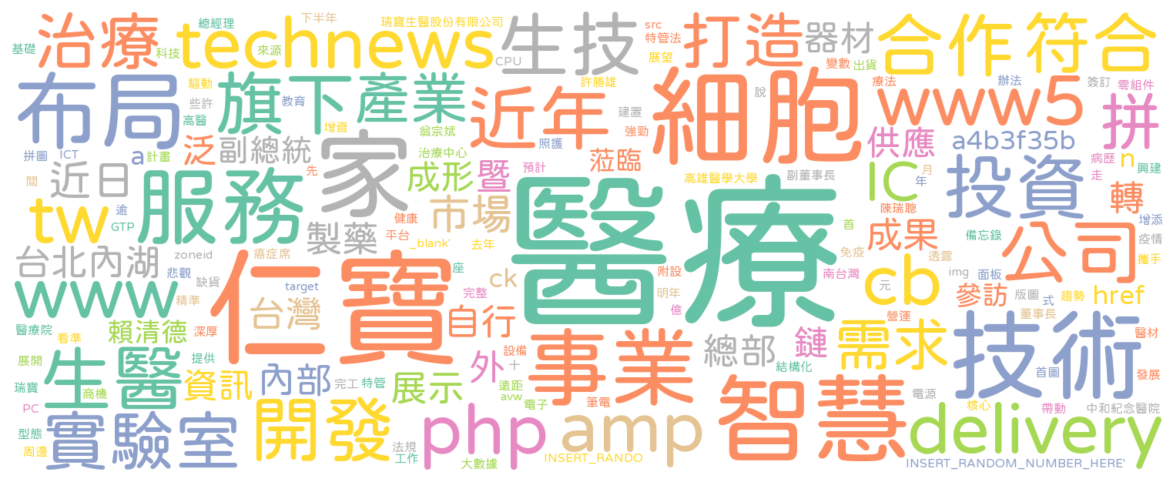 基礎 治療 科技 總經理 下半年 瑞寶生醫股份有限公司
來源 technews CPU 生技 src 特管法 展望 打造 器材 變數 出貨 合作 符合
布局 驅動 些許 高醫 旗下 產業 教育 增資 近年 許勝雄 建置 強勁 細胞 說 療法 www5 辦法 簽訂 零組件 拼
拼圖 ICT a 計畫 泛 副總統 家 翁宗斌 治療中心 照護 預計 蒞臨 供應 a4b3f35b n 病歷 走 興建
間 近日 服務 先 成形 暨 高雄醫學大學 副董事長 IC 月 年 投資 轉 增添
tw 逾 GTP 製藥 健康 平台 市場 醫療 首 陳瑞聰 成果 備忘錄 公司 疫情 攜手
台北內湖 zoneid 癌症席 _blank' 去年 座 附設 免疫 透露 南台灣 img 面板
www 悲觀 缺貨 精準 仁寶 target 台灣 ck 完整 明年 億 cb 元 參訪 版圖 式 趨勢 href
醫療院 看準 賴清德 深厚 自行 設備 事業 總部 鏈 營運 需求 董事長 技術 首圖 醫材 發展
展開 瑞寶 生醫 商機 提供 資訊 內部 完工 特管 展示 外 十 遠距 avw 結構化 智慧 電源
PC 型態 周邊 實驗室 開發 法規 工作 php 大數據 電子 筆電 amp 核心 帶動 中和紀念醫院 delivery
INSERT_RANDO INSERT_RANDOM_NUMBER_HERE'